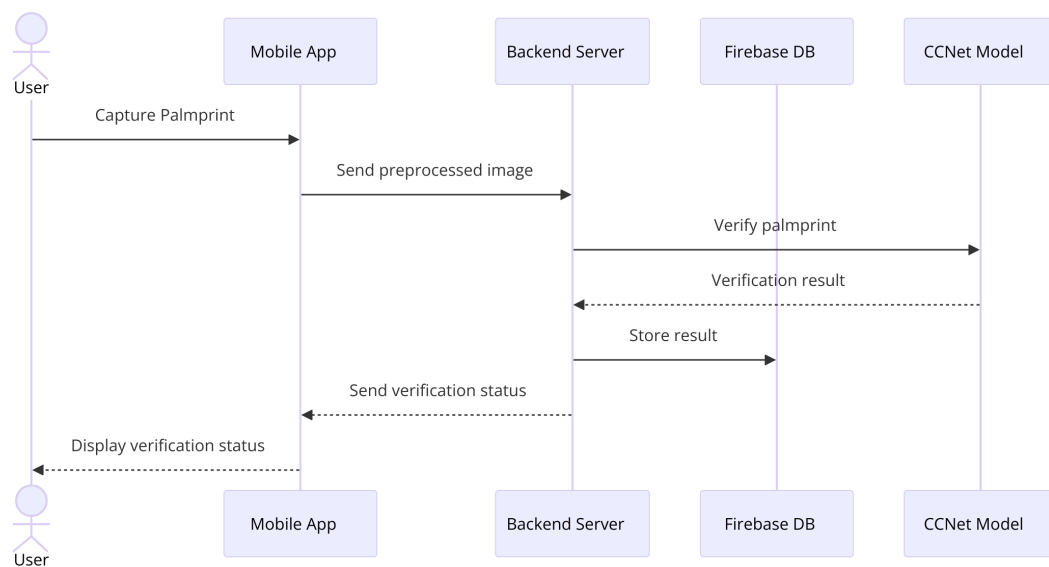 User
Mobile App
Backend Server
Firebase DB
CCNet Model
Capture Palmprint
Send preprocessed image
Verify palmprint
Verification result
Store result
Send verification status
Display verification status
User
Mobile App
Backend Server
Firebase DB
CCNet Model